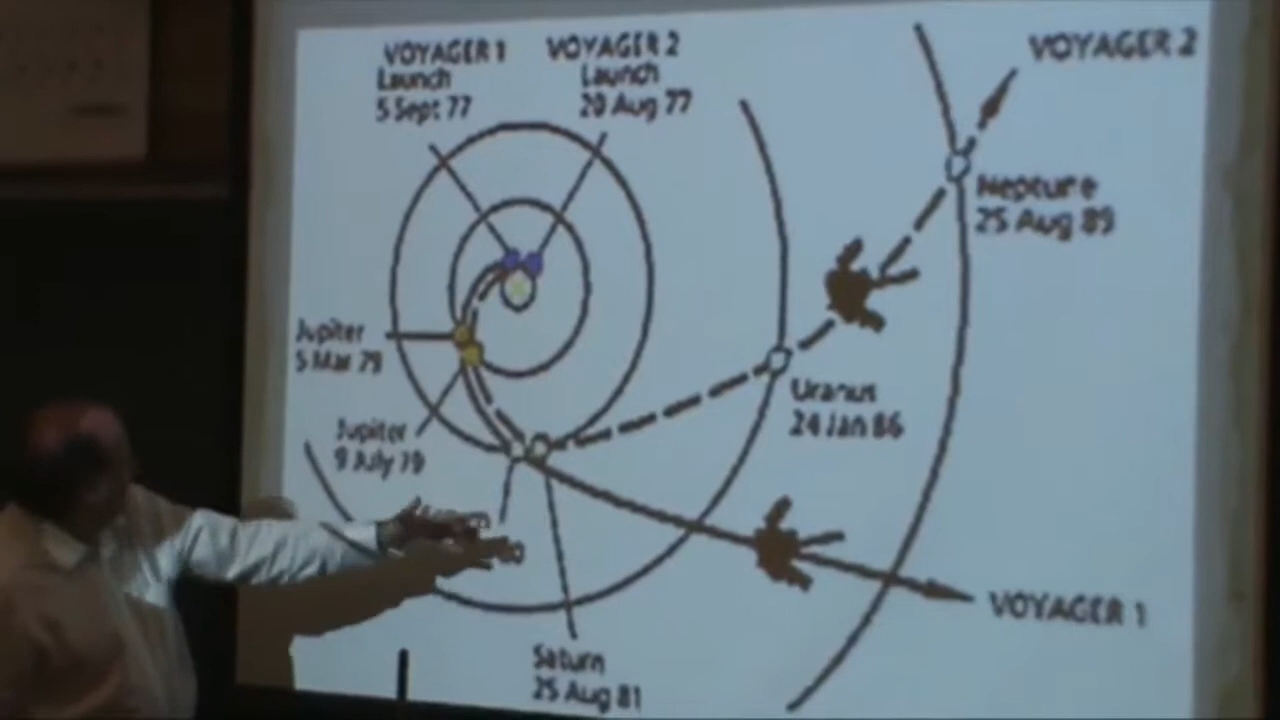 VOYAGER 1
Launch
5 Sept 77
VOYAGER 2
Launch
20 Aug 77
VOYAGER 2
Neptune
25 Aug 89
Jupiter
5 Mar 79
Uranus
24 Jan 86
Jupiter
9 July 79
VOYAGER 1
Saturn
25 Aug 81